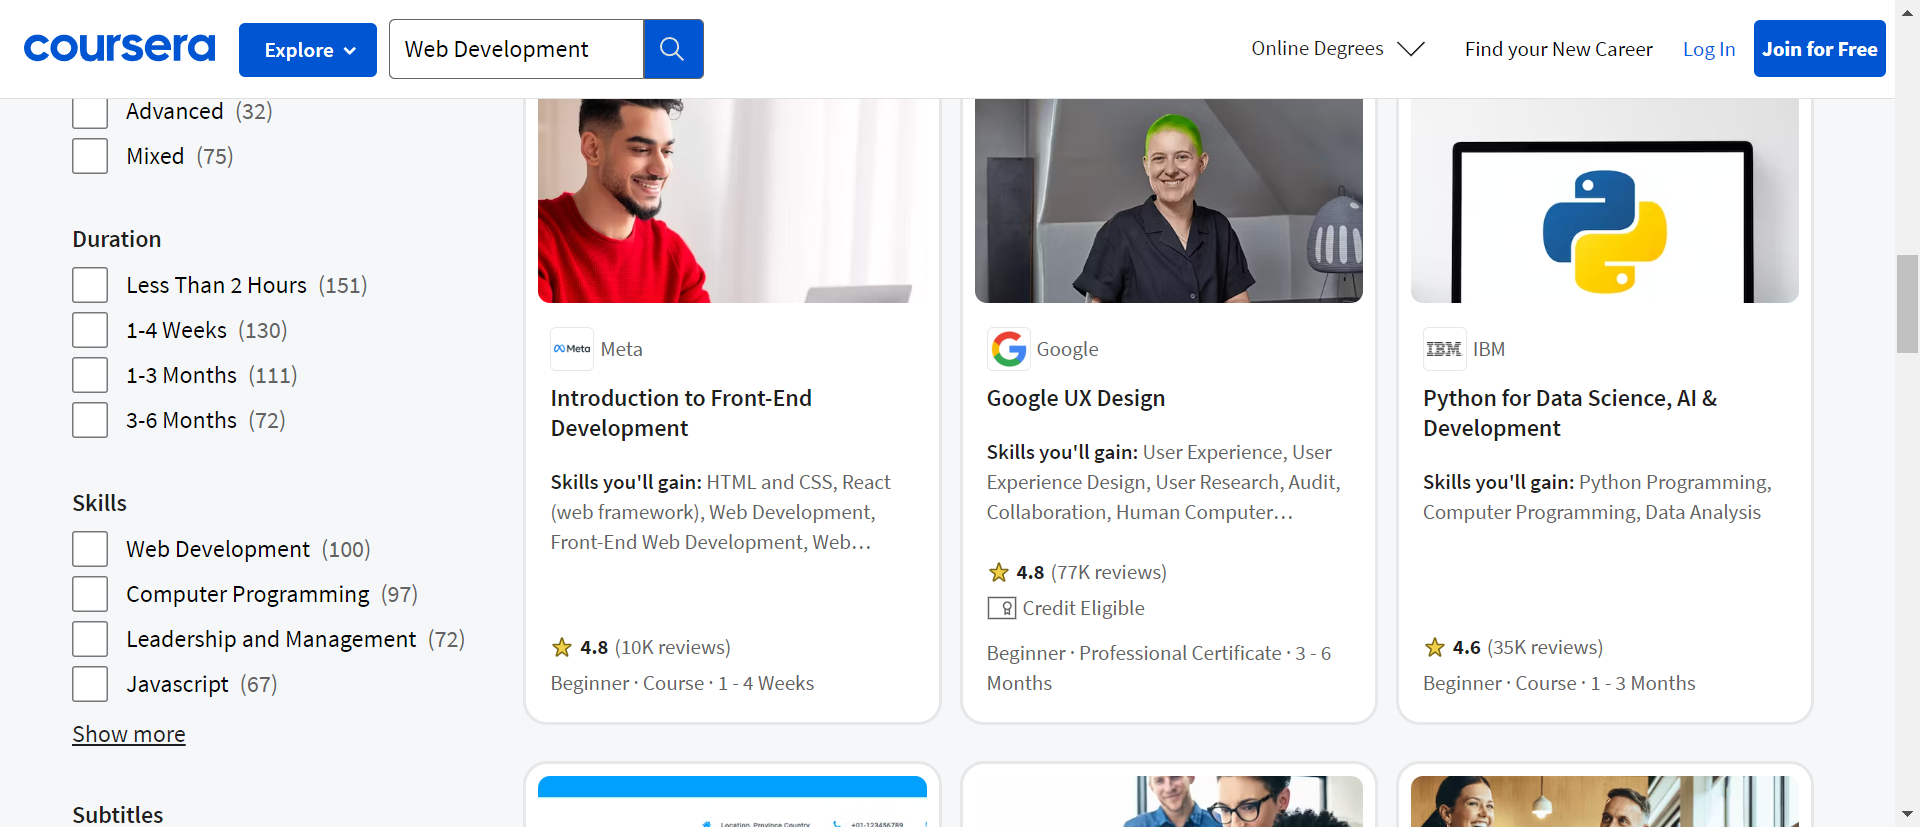 coursera
Explore
Web Development
Online Degrees
Find your New Career
Log In
Join for Free
Advanced (32)
Mixed (75)
Duration
Less Than 2 Hours (151)
1-4 Weeks (130)
1-3 Months (111)
3-6 Months (72)
Skills
Web Development (100)
Computer Programming (97)
Leadership and Management (72)
Javascript (67)
Show more
Subtitles
Meta Meta
Introduction to Front-End
Development
Skills you'll gain: HTML and CSS, React
(web framework), Web Development,
Front-End Web Development, Web...
4.8 (10K reviews)
Beginner · Course · 1 - 4 Weeks
Google
Google UX Design
Skills you'll gain: User Experience, User
Experience Design, User Research, Audit,
Collaboration, Human Computer...
4.8 (77K reviews)
Credit Eligible
Beginner · Professional Certificate · 3 - 6
Months
IBM IBM
Python for Data Science, AI &
Development
Skills you'll gain: Python Programming,
Computer Programming, Data Analysis
4.6 (35K reviews)
Beginner · Course · 1 - 3 Months
Location, Province Country
+01-123456789